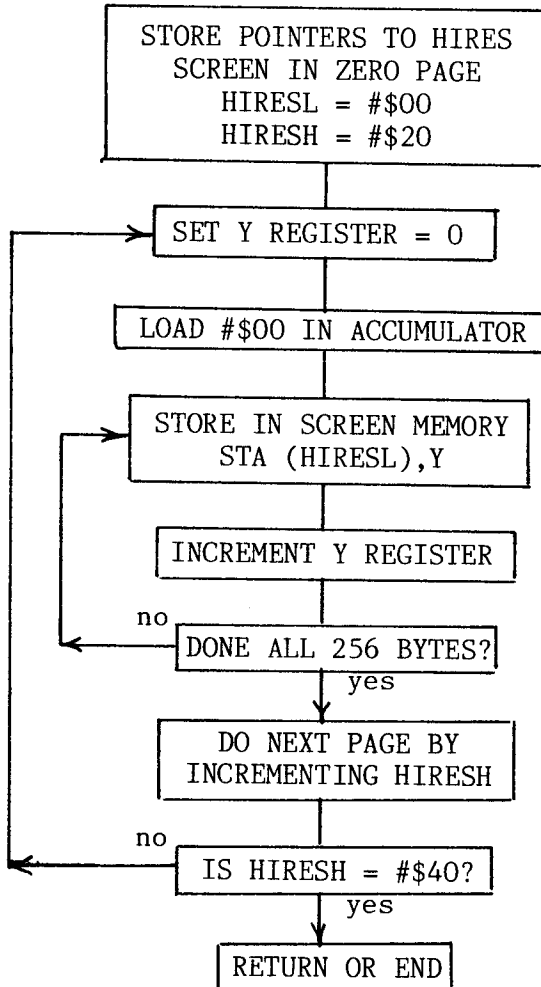 STORE POINTERS TO HIRES
SCREEN IN ZERO PAGE
HIRESL = #$00
HIRESH = #$20
SET Y REGISTER = 0
LOAD #$00 IN ACCUMULATOR
STORE IN SCREEN MEMORY
STA (HIRESL),Y
INCREMENT Y REGISTER
no
DONE ALL 256 BYTES?
yes
DO NEXT PAGE BY
INCREMENTING HIRESH
no
IS HIRESH = #$40?
yes
RETURN OR END